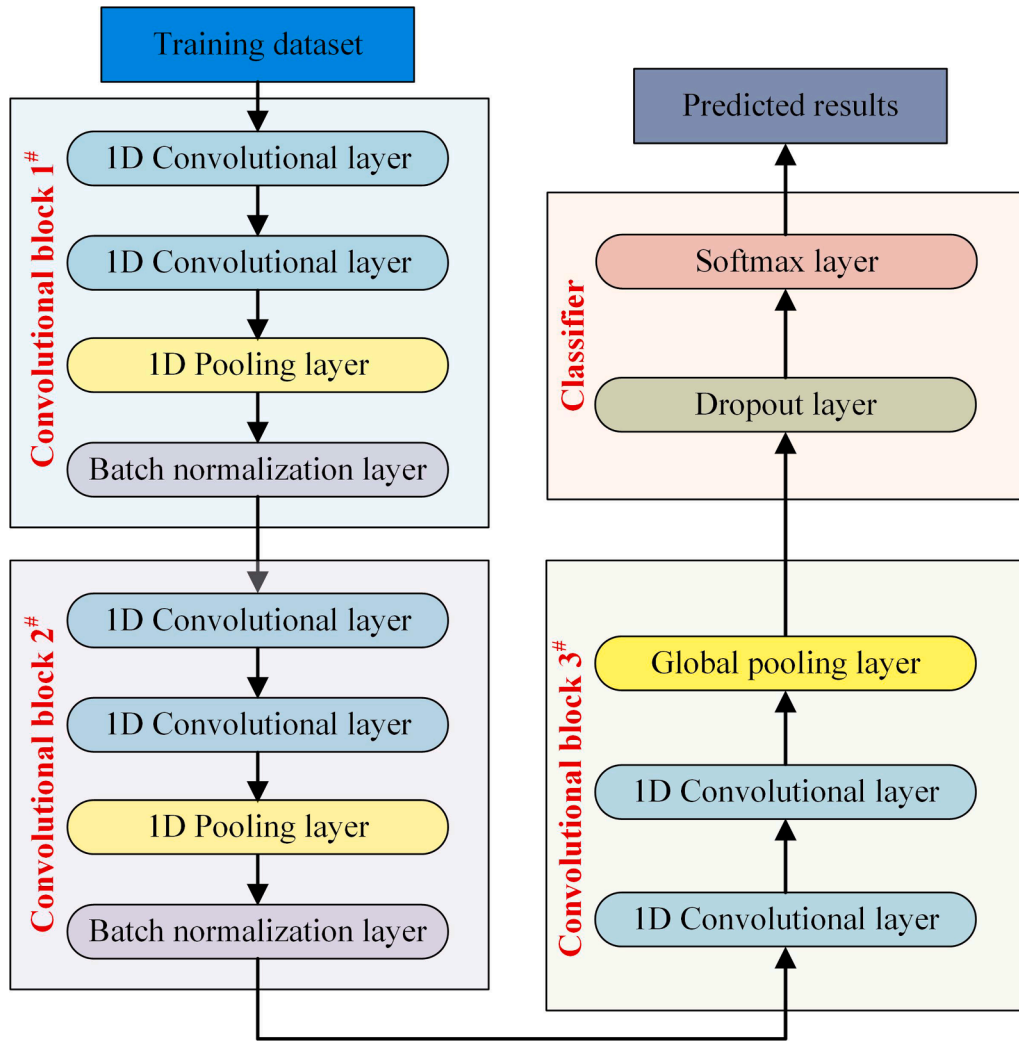 Training dataset
Convolutional block 1#
1D Convolutional layer
1D Convolutional layer
1D Pooling layer
Batch normalization layer
Convolutional block 2#
1D Convolutional layer
1D Convolutional layer
1D Pooling layer
Batch normalization layer
Predicted results
Classifier
Softmax layer
Dropout layer
Convolutional block 3#
Global pooling layer
1D Convolutional layer
1D Convolutional layer